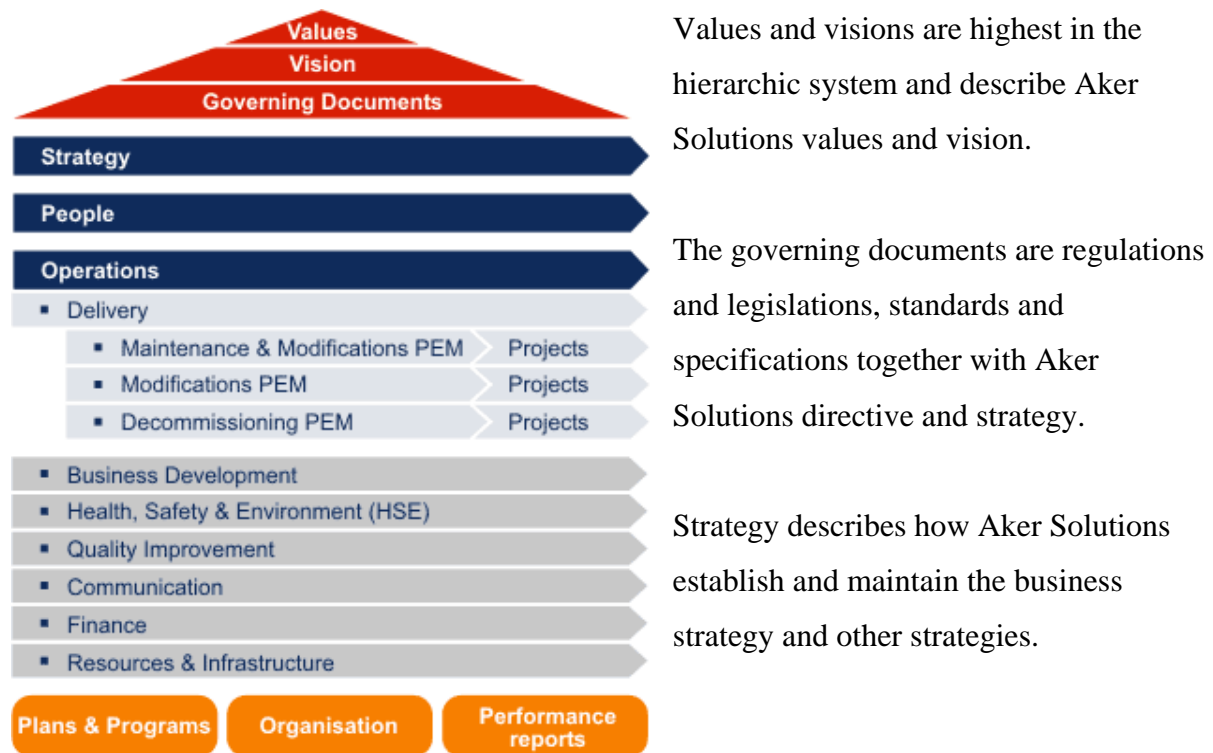 Values
Vision
Governing Documents
Strategy
People
Operations
▪ Delivery
▪ Maintenance & Modifications PEM Projects
▪ Modifications PEM Projects
▪ Decommissioning PEM Projects
▪ Business Development
▪ Health, Safety & Environment (HSE)
▪ Quality Improvement
▪ Communication
▪ Finance
▪ Resources & Infrastructure
Plans & Programs
Organisation
Performance
reports
Values and visions are highest in the
hierarchic system and describe Aker
Solutions values and vision.
The governing documents are regulations
and legislations, standards and
specifications together with Aker
Solutions directive and strategy.
Strategy describes how Aker Solutions
establish and maintain the business
strategy and other strategies.